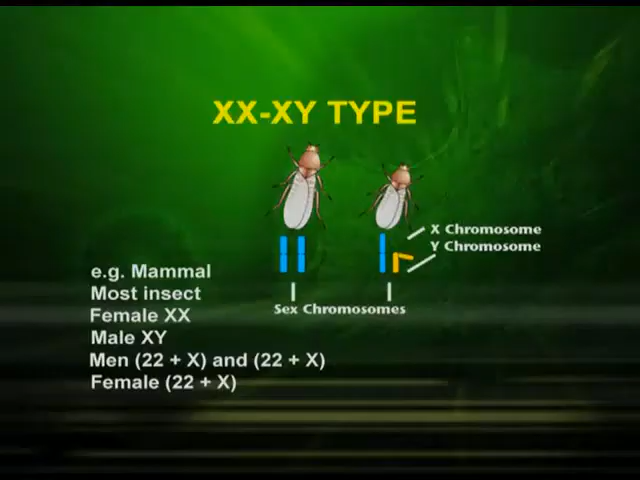 XX-XY TYPE
X Chromosome
Y Chromosome
Sex Chromosomes
e.g. Mammal
Most insect
Female XX
Male XY
Men (22 + X) and (22 + X)
Female (22 + X)